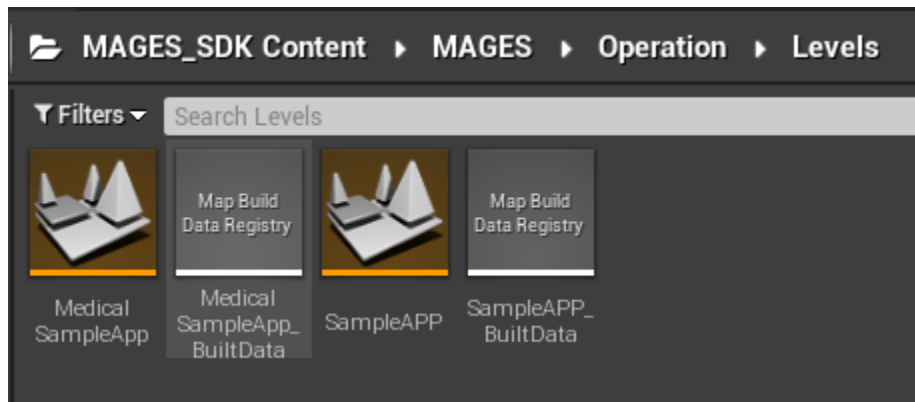 MAGES_SDK Content ▸ MAGES ▸ Operation ▸ Levels
Filters
Search Levels
Map Build
Data Registry
Map Build
Data Registry
Medical
SampleApp
Medical
SampleApp_
BuiltData
SampleAPP
SampleAPP_
BuiltData